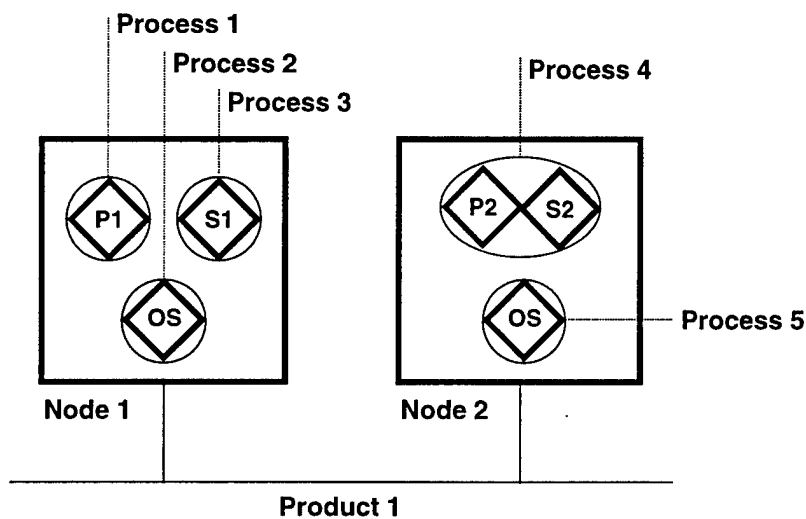 Process 1
Process 2
Process 3
Process 4
P1
S1
P2
S2
OS
OS
Process 5
Node 1
Node 2
Product 1